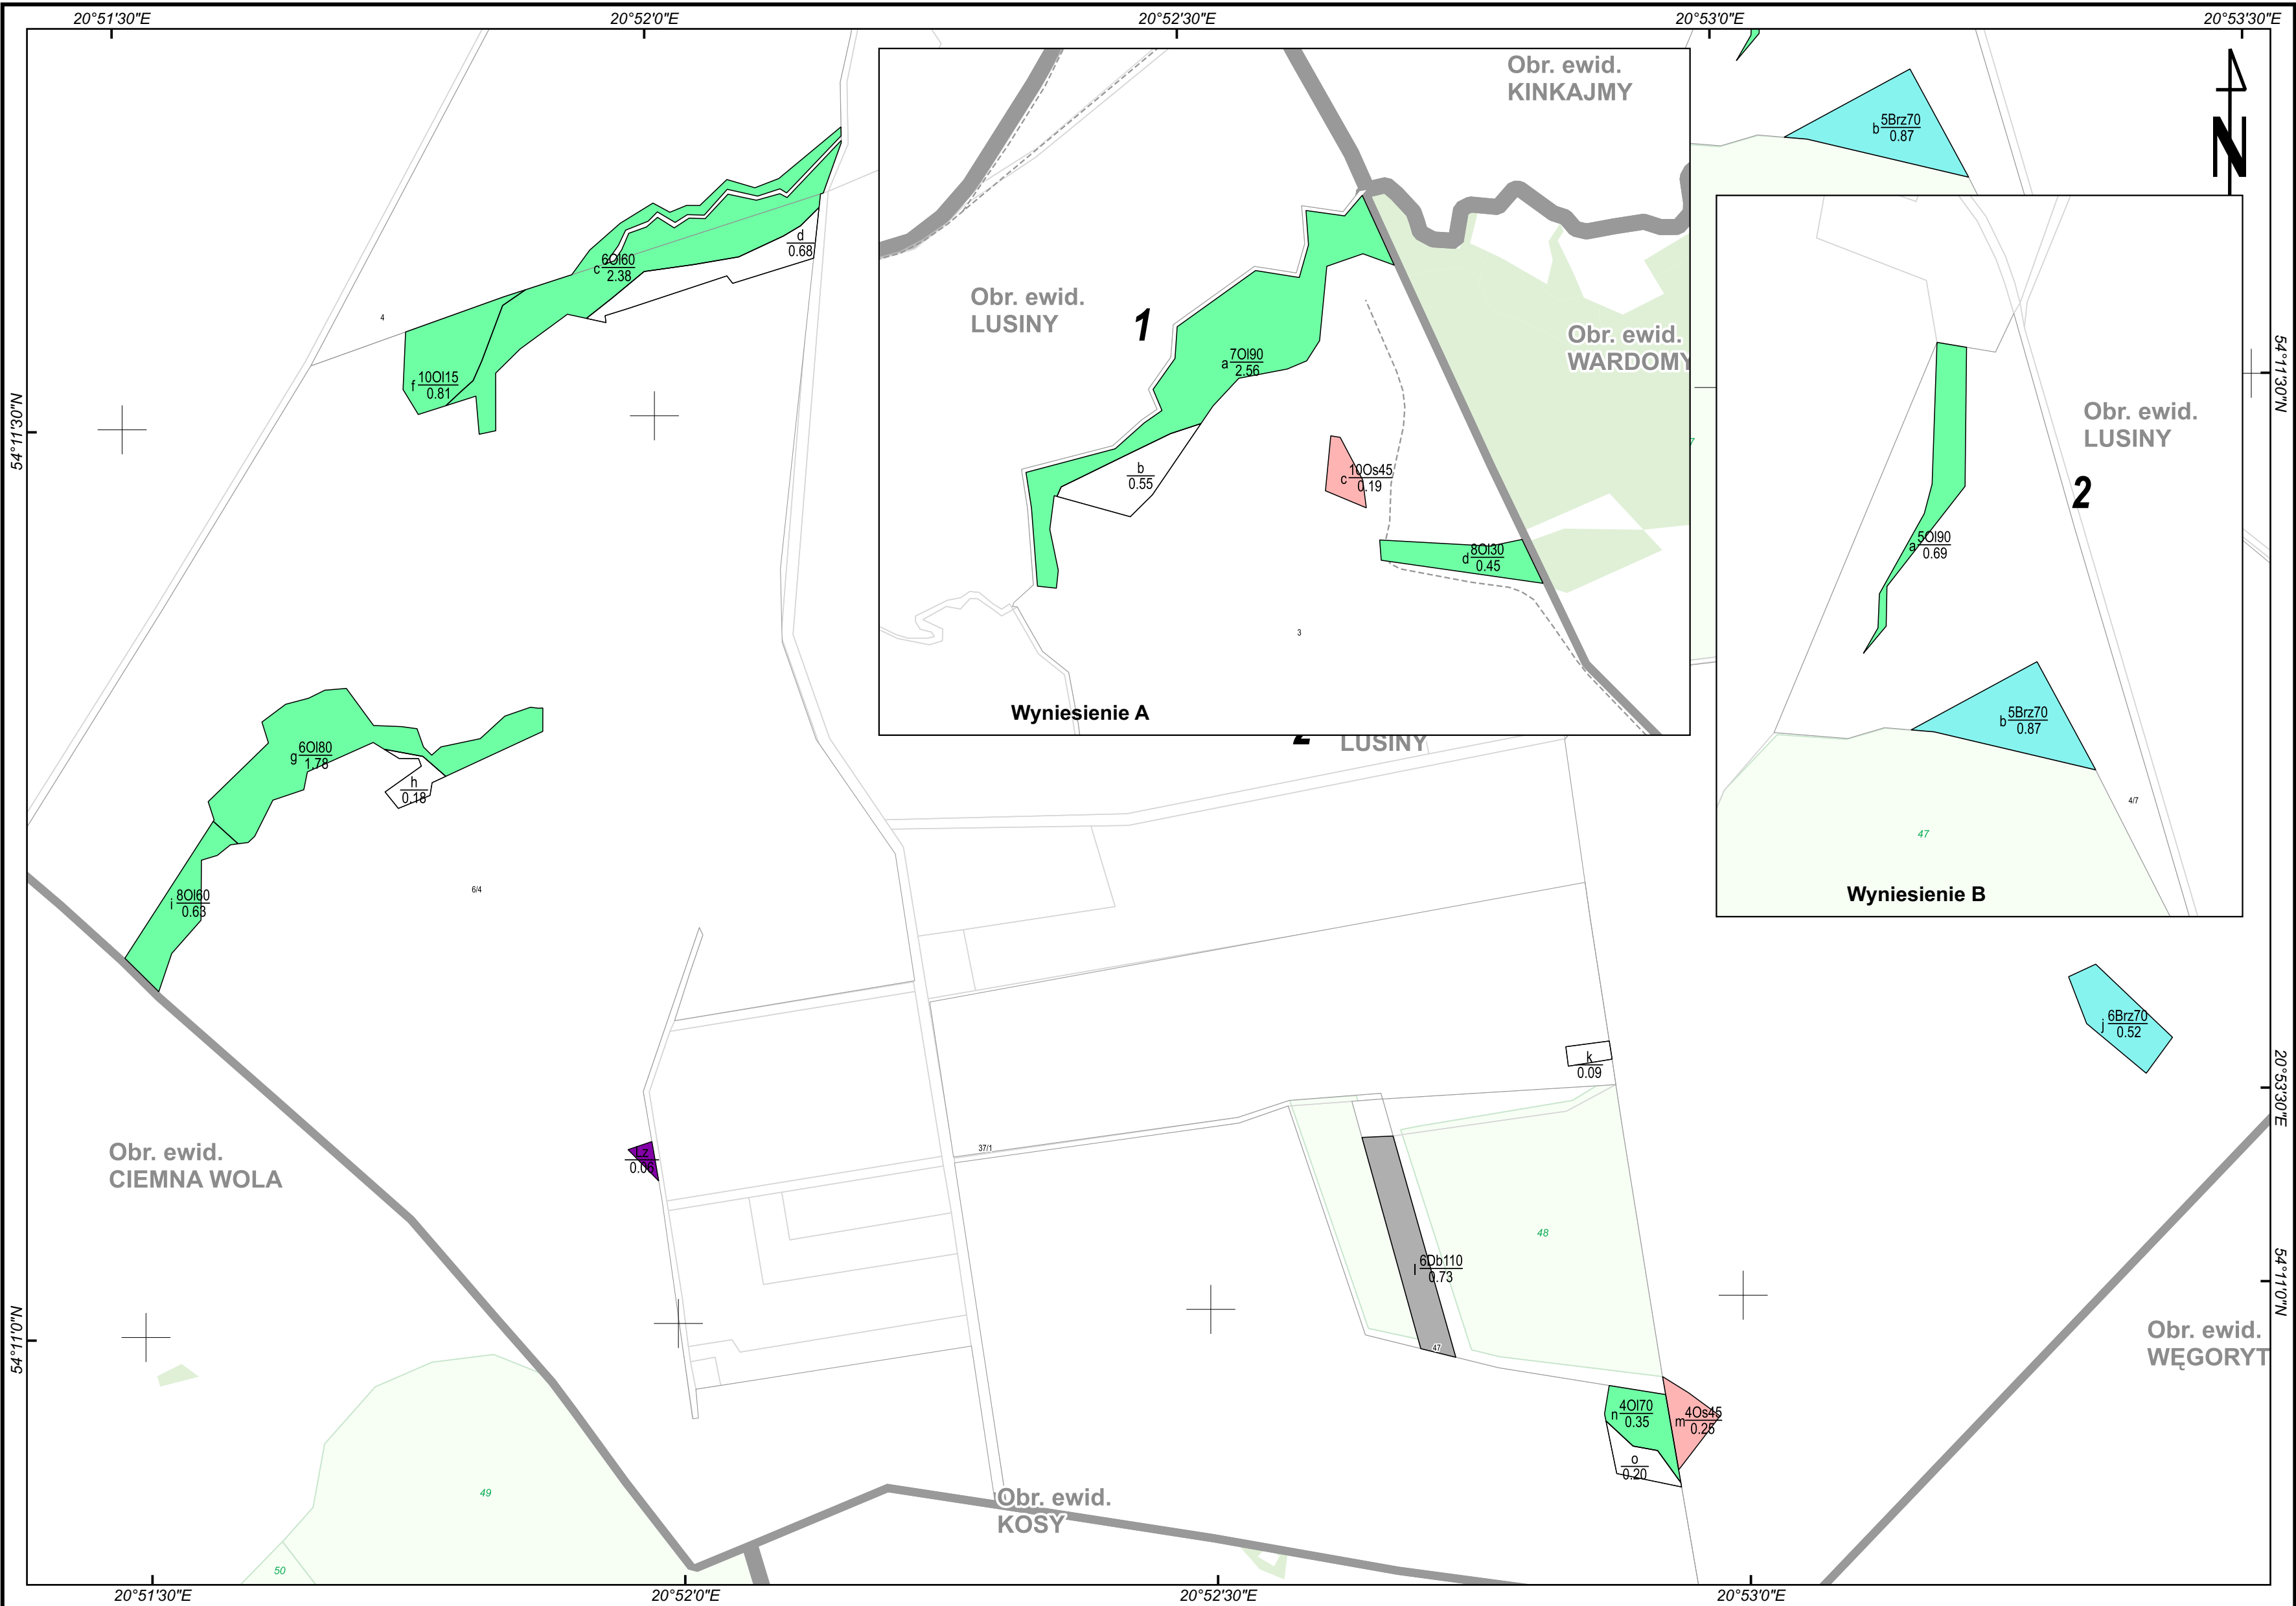 20°51'30"E
20°52'0"E
20°52'30"E
20°53'0"E
20°53'30"E
N
54°11'30"N
54°11'0"N
54°11'30"N
20°53'30"E
54°11'0"N
c 6Ol60
2.38
d
0.68
4
f 10Ol15
0.81
g 6Ol80
1.78
h
0.18
i 8Ol60
0.63
6/4
Obr. ewid.
KINKAJMY
Obr. ewid.
LUSINY
1
Obr. ewid.
WARDOMY
a 7Ol90
2.56
b
0.55
c 10Os45
0.19
d 8Ol30
0.45
3
Wyniesienie A
2
LUSINY
7
b 5Brz70
0.87
Obr. ewid.
LUSINY
2
a 5Ol90
0.69
b 5Brz70
0.87
4/7
47
Wyniesienie B
j 6Brz70
0.52
k
0.09
Obr. ewid.
CIEMNA WOLA
Lz
0.06
37/1
48
l 6Db110
0.73
47
Obr. ewid.
WĘGORYT
n 4Ol70
0.35
m 4Os45
0.25
o
0.20
49
50
Obr. ewid.
KOSY
20°51'30"E
20°52'0"E
20°52'30"E
20°53'0"E